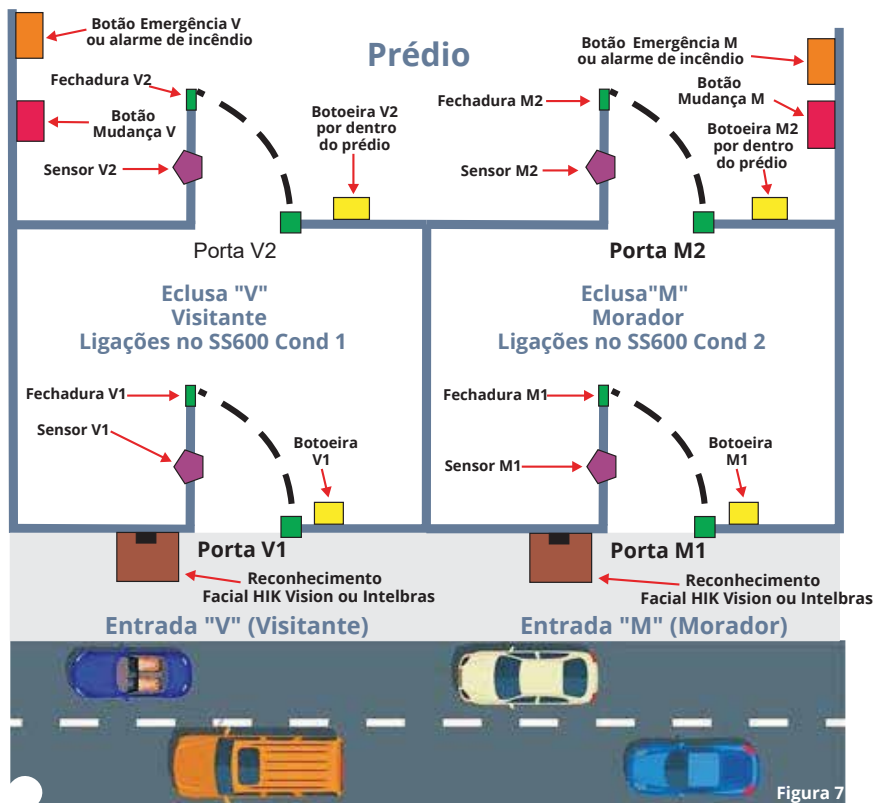 Botão Emergência V
ou alarme de incêndio
Prédio
Botão Emergência M
ou alarme de incêndio
Fechadura V2
Botão
Mudança V
Botoeira V2
por dentro
do prédio
Fechadura M2
Botão
Mudança M
Botoeira M2
por dentro
do prédio
Sensor V2
Sensor M2
Porta V2
Porta M2
Eclusa "V"
Visitante
Ligações no SS600 Cond 1
Eclusa"M"
Morador
Ligações no SS600 Cond 2
Fechadura V1
Sensor V1
Botoeira
V1
Fechadura M1
Sensor M1
Botoeira
M1
Porta V1
Porta M1
Reconhecimento
Facial HIK Vision ou Intelbras
Reconhecimento
Facial HIK Vision ou Intelbras
Entrada "V" (Visitante)
Entrada "M" (Morador)
Figura 7